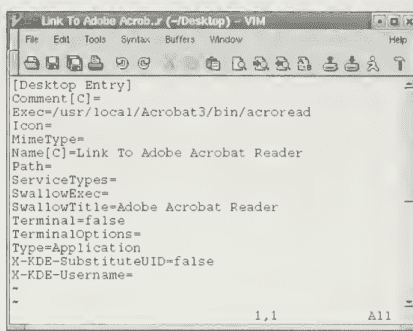 Link To Adobe Acrob..r (~/Desktop) - VIM
File Edit Tools Syntax Buffers Window Help
[Desktop Entry]
Comment[C]=
Exec=/usr/local/Acrobat3/bin/acroread
Icon=
MimeType=
Name[C]=Link To Adobe Acrobat Reader
Path=
ServiceTypes=
SwallowExec=
SwallowTitle=Adobe Acrobat Reader
Terminal=false
TerminalOptions=
Type=Application
X-KDE-SubstituteUID=false
X-KDE-Username=
~
~
1,1 All